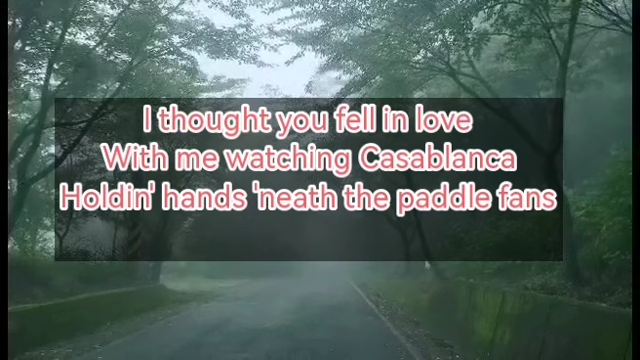 I thought you fell in love
With me watching Casablanca
Holdin' hands 'neath the paddle fans